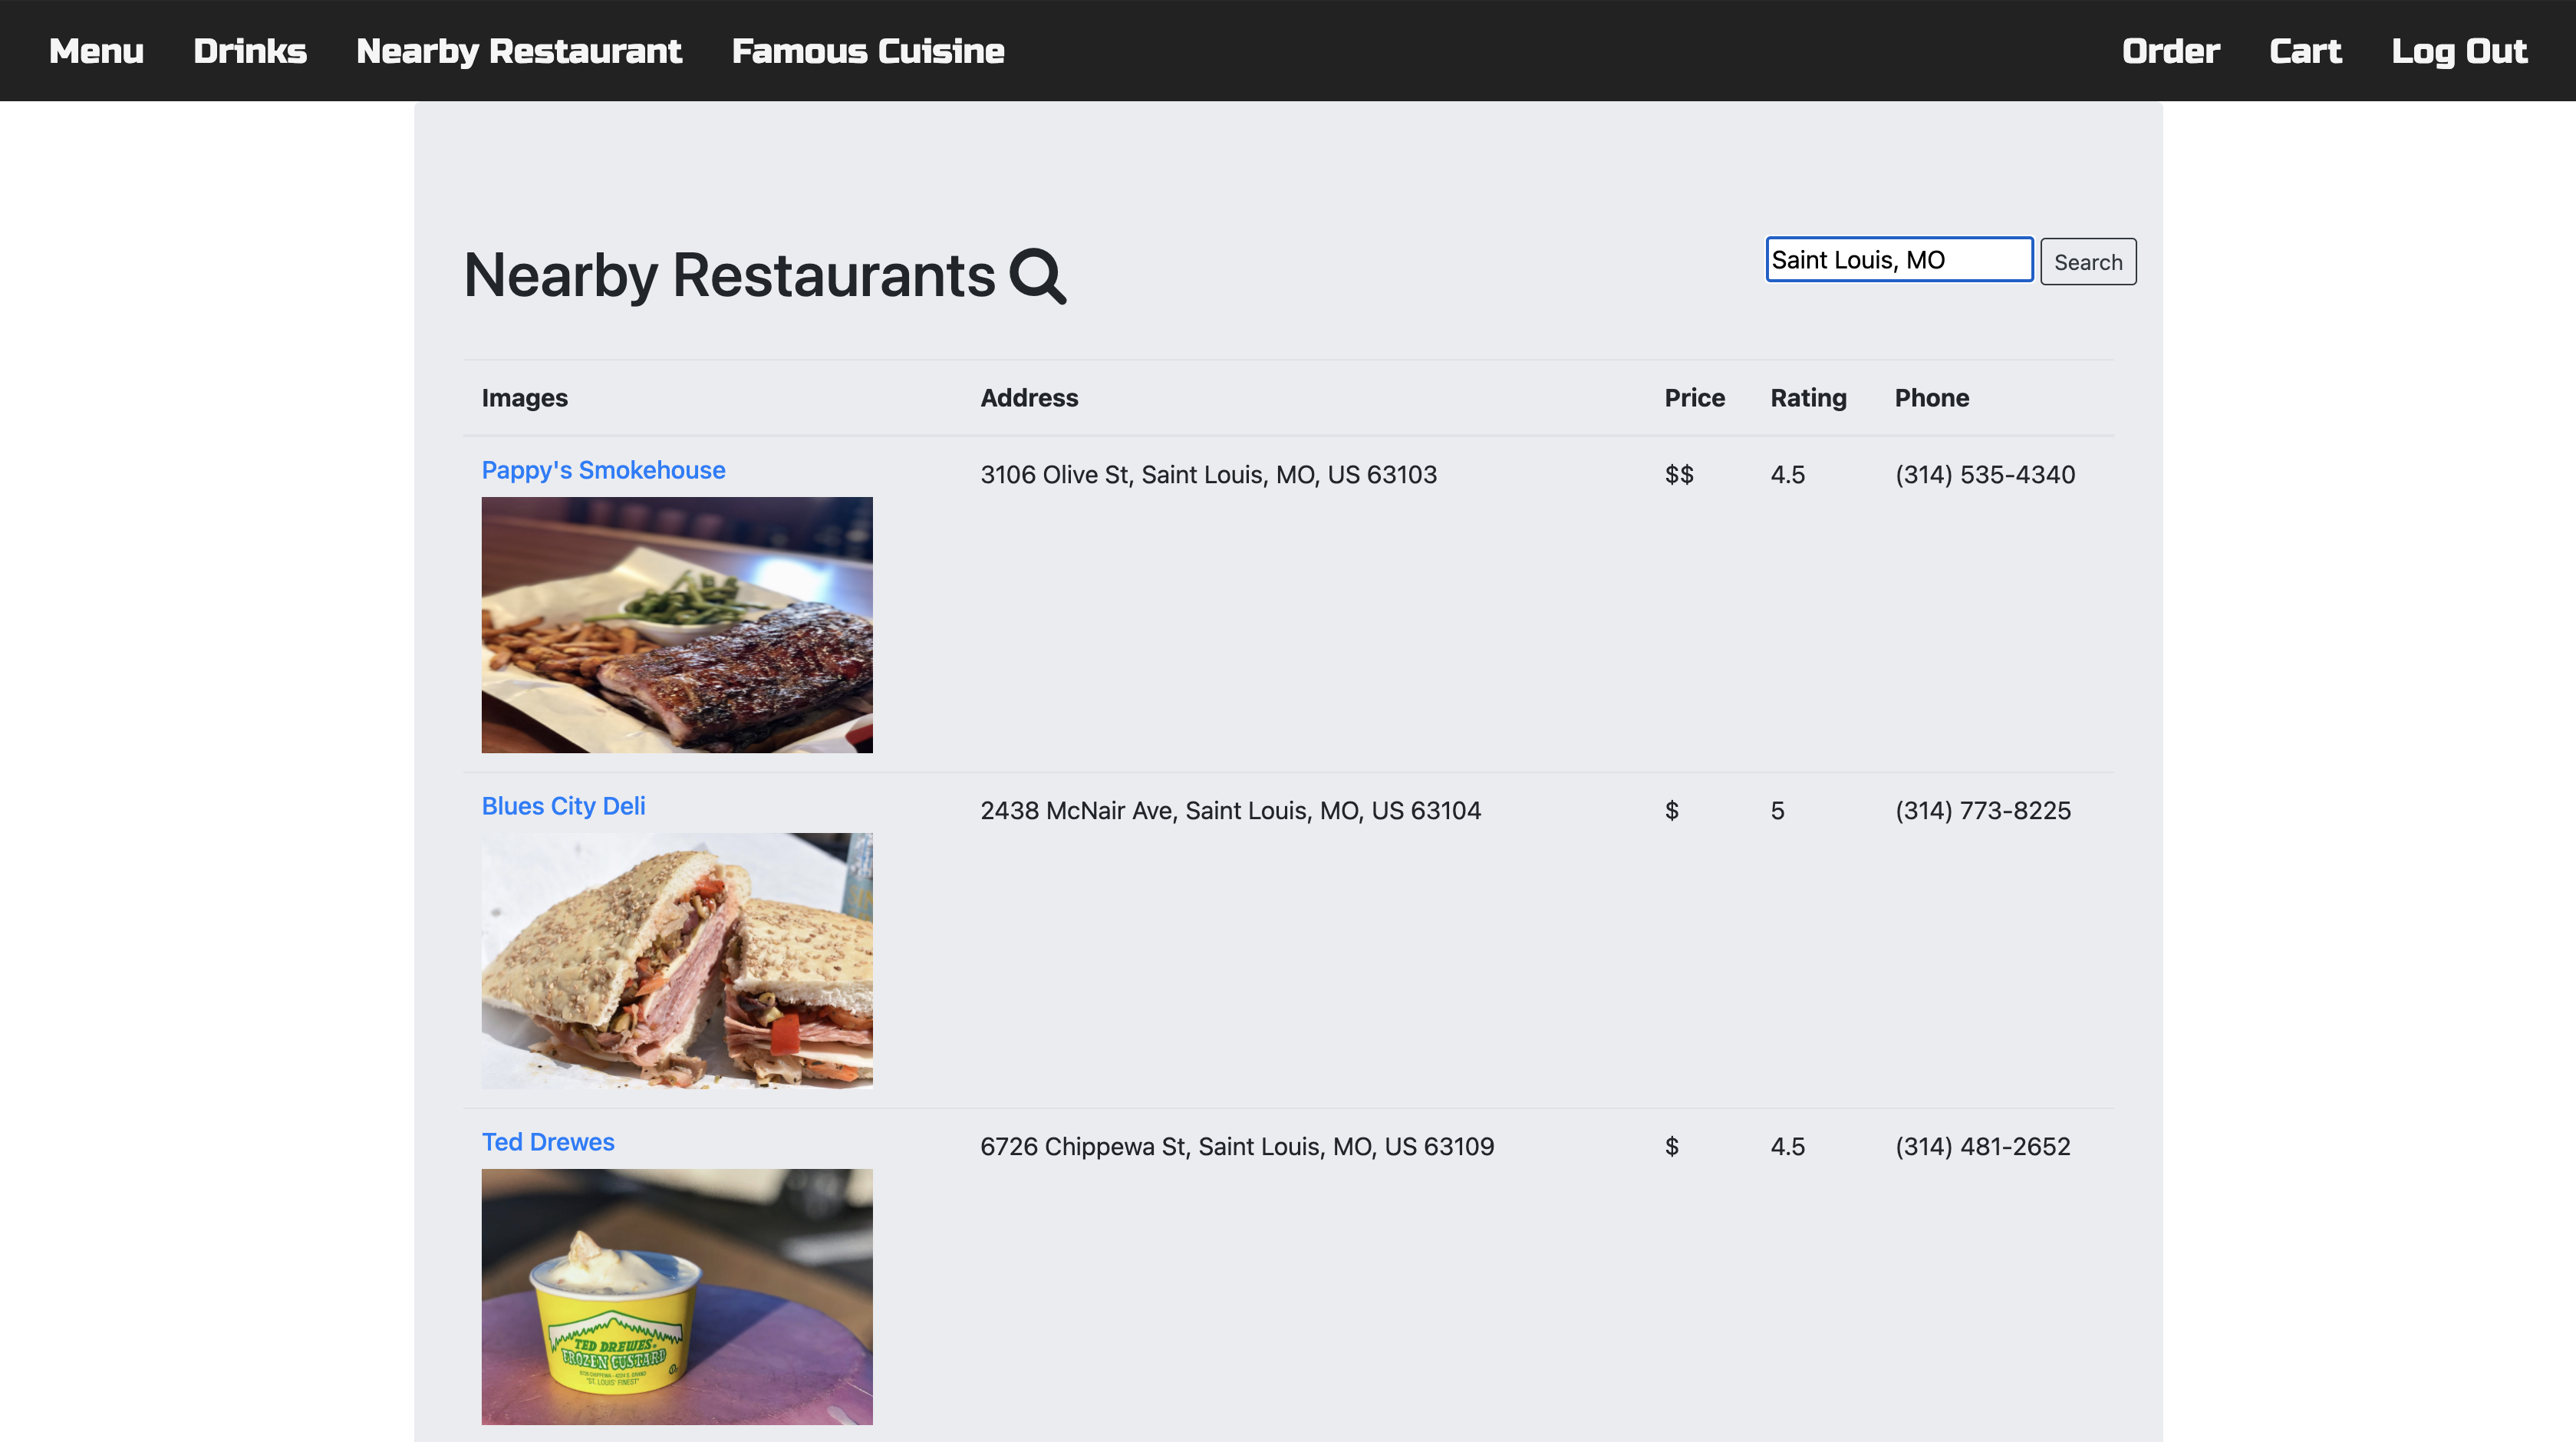 Menu Drinks Nearby Restaurant Famous Cuisine Order Cart Log Out
Nearby Restaurants
Saint Louis, MO Search
Images Address Price Rating Phone
Pappy's Smokehouse 3106 Olive St, Saint Louis, MO, US 63103 $$ 4.5 (314) 535-4340
Blues City Deli 2438 McNair Ave, Saint Louis, MO, US 63104 $ 5 (314) 773-8225
Ted Drewes 6726 Chippewa St, Saint Louis, MO, US 63109 $ 4.5 (314) 481-2652
TED DREWES
FROZEN CUSTARD
"ST. LOUIS' FINEST"